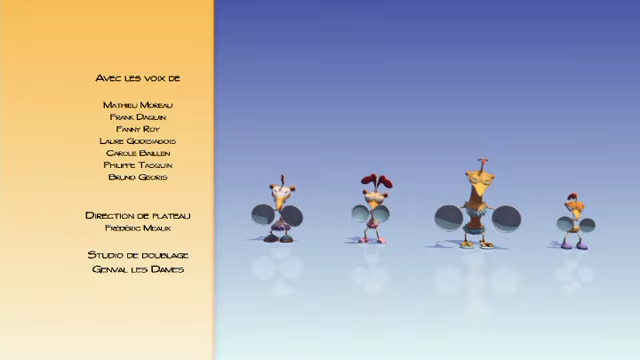 Avec les voix de
Mathieu Moreau
Frank Daquin
Fanny Roy
Laure Godisiabois
Carole Baillen
Philippe Tasquin
Bruno Georis
Direction de plateau
Frédéric Meaux
Studio de doublage
Genval les Dames